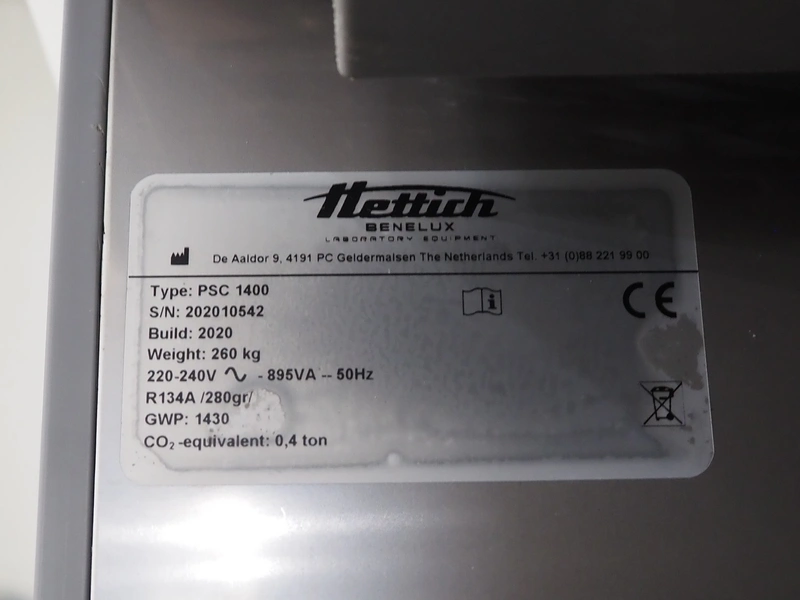 Hettich
BENELUX
LABORATORY EQUIPMENT
De Aaldor 9, 4191 PC Geldermalsen The Netherlands Tel. +31 (0)88 221 99 00
Type: PSC 1400
S/N: 202010542
Build: 2020
Weight: 260 kg
220-240V ∿ - 895VA -- 50Hz
R134A /280gr/
GWP: 1430
CO₂-equivalent: 0,4 ton
i
CE